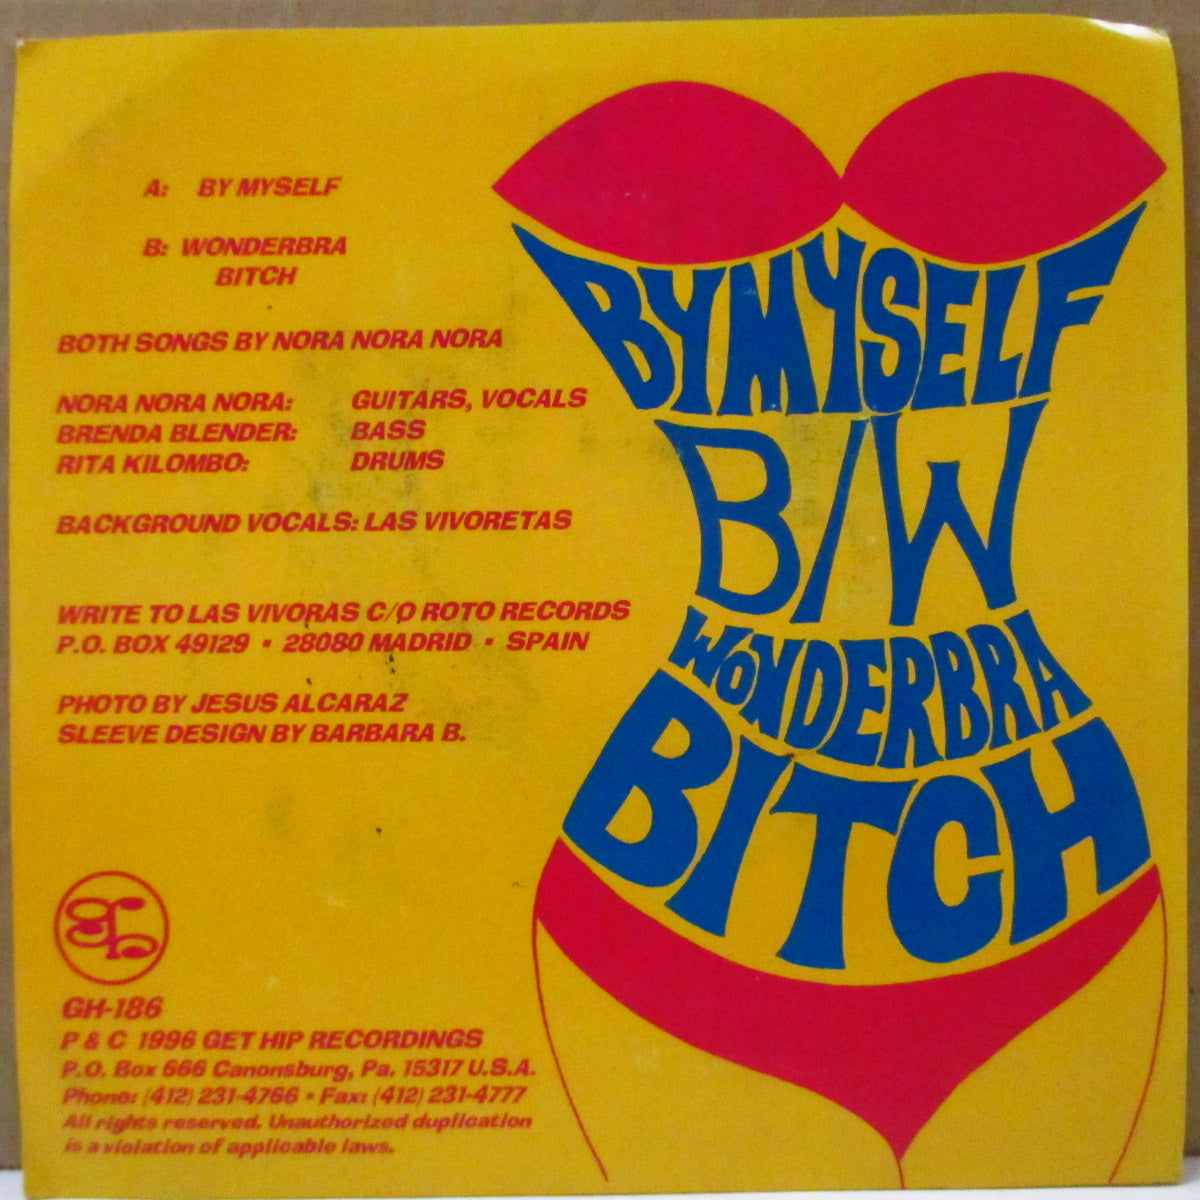 A: BY MYSELF
B: WONDERBRA
BITCH
BOTH SONGS BY NORA NORA NORA
NORA NORA NORA: GUITARS, VOCALS
BRENDA BLENDER: BASS
RITA KILOMBO: DRUMS
BACKGROUND VOCALS: LAS VIVORETAS
WRITE TO LAS VIVORAS C/O ROTO RECORDS
P.O. BOX 49129 • 28080 MADRID • SPAIN
PHOTO BY JESUS ALCARAZ
SLEEVE DESIGN BY BARBARA B.
gh
GH-186
P & C 1996 GET HIP RECORDINGS
P.O. Box 666 Canonsburg, Pa. 15317 U.S.A.
Phone: (412) 231-4766 • Fax: (412) 231-4777
All rights reserved. Unauthorized duplication
is a violation of applicable laws.
BY MYSELF
B/W
WONDERBRA
BITCH